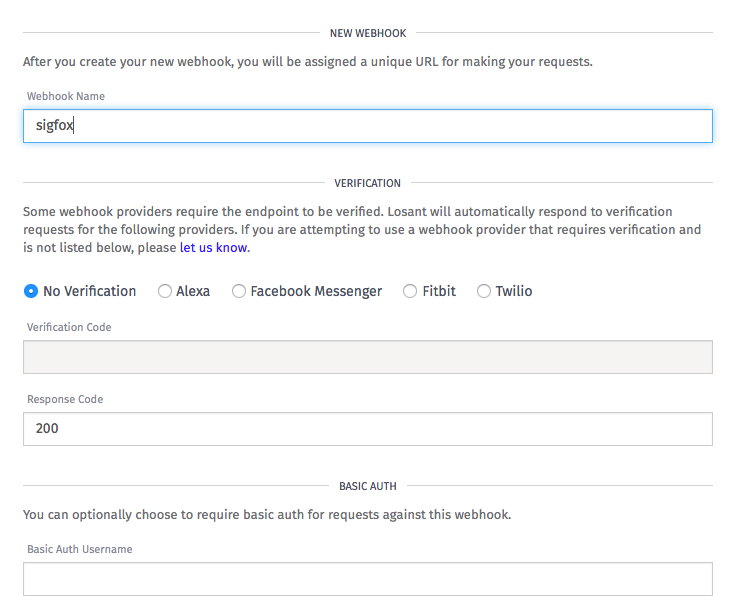 NEW WEBHOOK
After you create your new webhook, you will be assigned a unique URL for making your requests.
Webhook Name
sigfox
VERIFICATION
Some webhook providers require the endpoint to be verified. Losant will automatically respond to verification
requests for the following providers. If you are attempting to use a webhook provider that requires verification and
is not listed below, please let us know.
No Verification Alexa Facebook Messenger Fitbit Twilio
Verification Code
Response Code
200
BASIC AUTH
You can optionally choose to require basic auth for requests against this webhook.
Basic Auth Username